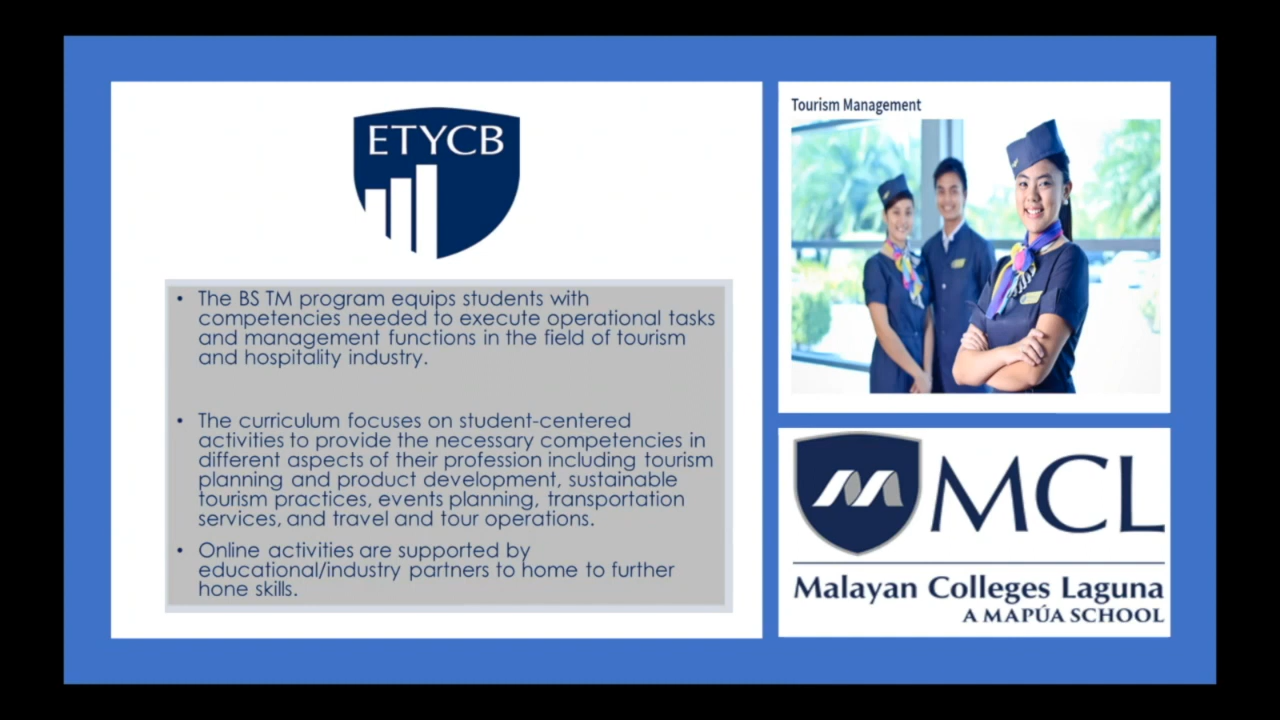 ETYCB
• The BS TM program equips students with
competencies needed to execute operational tasks
and management functions in the field of tourism
and hospitality industry.
• The curriculum focuses on student-centered
activities to provide the necessary competencies in
different aspects of their profession including tourism
planning and product development, sustainable
tourism practices, events planning, transportation
services, and travel and tour operations.
• Online activities are supported by
educational/industry partners to home to further
hone skills.
Tourism Management
MCL
Malayan Colleges Laguna
A MAPÚA SCHOOL